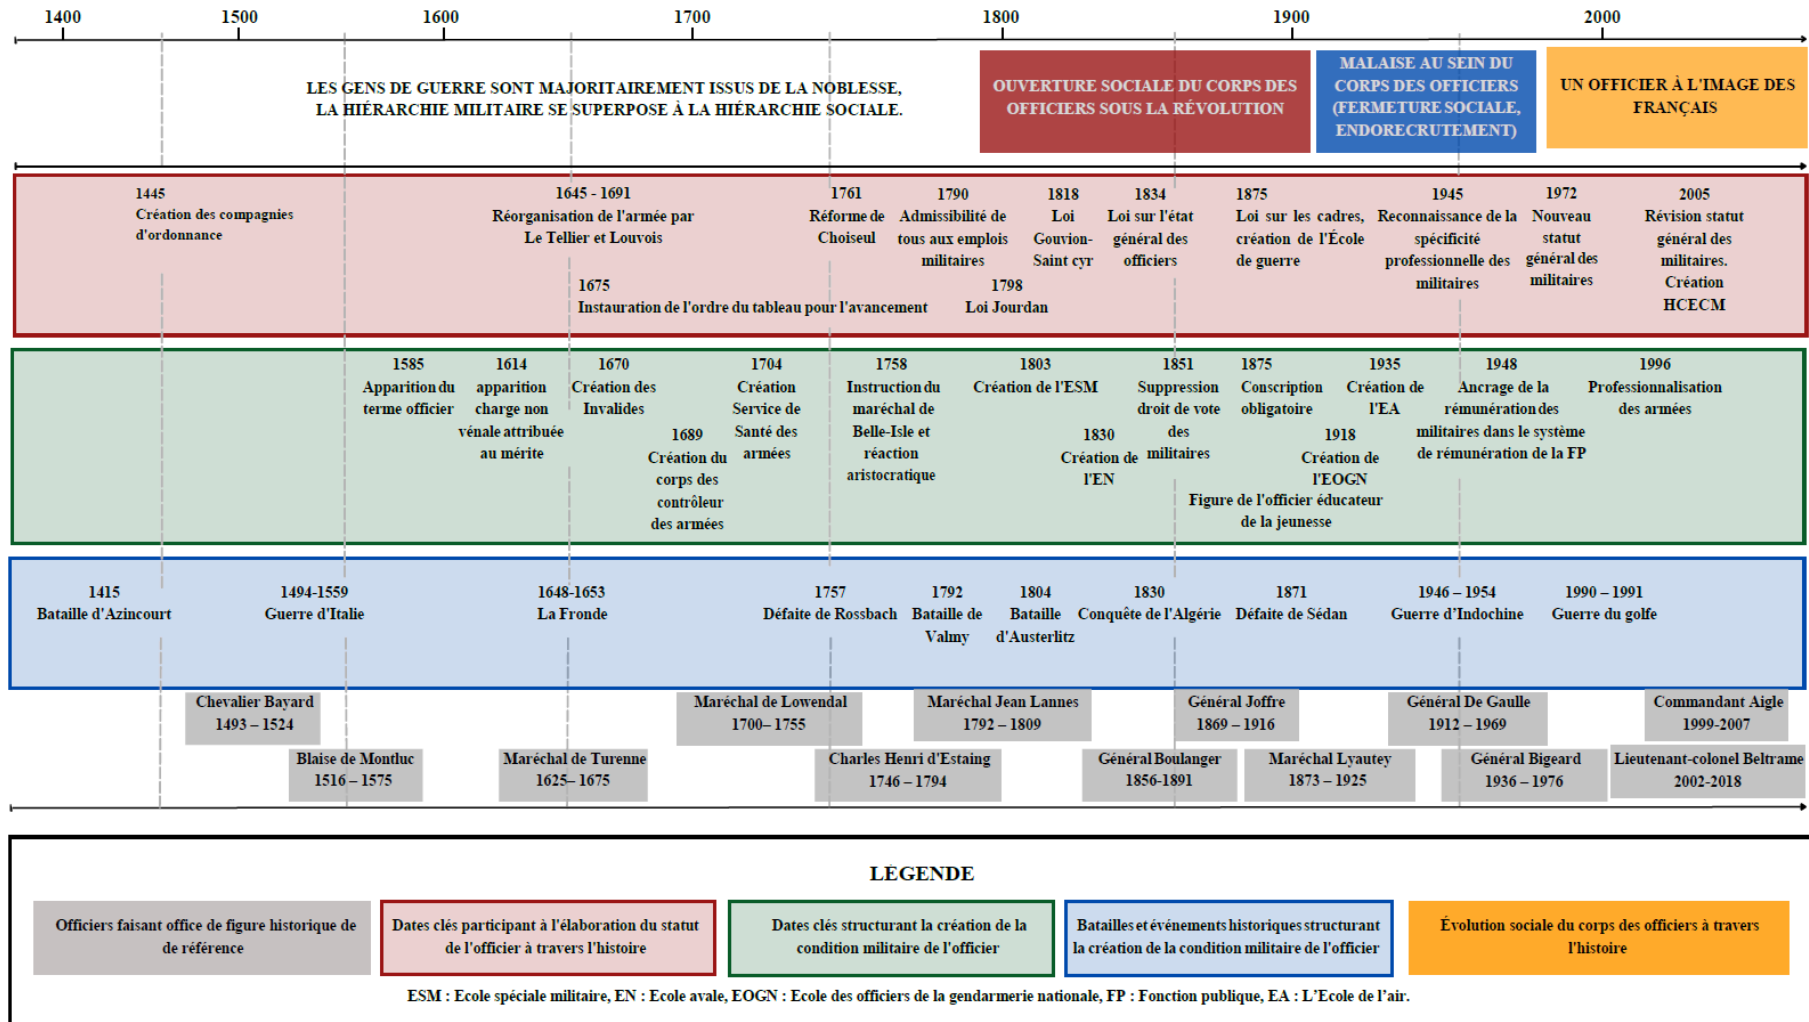 1400 1500 1600 1700 1800 1900 2000
LES GENS DE GUERRE SONT MAJORITAIREMENT ISSUS DE LA NOBLESSE,
LA HIÉRARCHIE MILITAIRE SE SUPERPOSE À LA HIÉRARCHIE SOCIALE.
OUVERTURE SOCIALE DU CORPS DES
OFFICIERS SOUS LA RÉVOLUTION
MALAISE AU SEIN DU
CORPS DES OFFICIERS
(FERMETURE SOCIALE,
ENDORECRUTEMENT)
UN OFFICIER À L'IMAGE DES
FRANÇAIS
1445
Création des compagnies
d'ordonnance
1645 - 1691
Réorganisation de l'armée par
Le Tellier et Louvois
1675
Instauration de l'ordre du tableau pour l'avancement
1761
Réforme de
Choiseul
1790
Admissibilité de
tous aux emplois
militaires
1798
Loi Jourdan
1818
Loi
Gouvion-
Saint cyr
1834
Loi sur l'état
général des
officiers
1875
Loi sur les cadres,
création de l'École
de guerre
1945
Reconnaissance de la
spécificité
professionnelle des
militaires
1972
Nouveau
statut
général des
militaires
2005
Révision statut
général des
militaires.
Création
HCECM
1585
Apparition du
terme officier
1614
apparition
charge non
vénale attribuée
au mérite
1670
Création des
Invalides
1689
Création du
corps des
contrôleur
des armées
1704
Création
Service de
Santé des
armées
1758
Instruction du
maréchal de
Belle-Isle et
réaction
aristocratique
1803
Création de l'ESM
1830
Création de
l'EN
1851
Suppression
droit de vote
des
militaires
1875
Conscription
obligatoire
1918
Création de
l'EOGN
Figure de l'officier éducateur
de la jeunesse
1935
Création de
l'EA
1948
Ancrage de la
rémunération des
militaires dans le système
de rémunération de la FP
1996
Professionnalisation
des armées
1415
Bataille d'Azincourt
1494-1559
Guerre d'Italie
1648-1653
La Fronde
1757
Défaite de Rossbach
1792
Bataille de
Valmy
1804
Bataille
d'Austerlitz
1830
Conquête de l'Algérie
1871
Défaite de Sédan
1946 – 1954
Guerre d’Indochine
1990 – 1991
Guerre du golfe
Chevalier Bayard
1493 – 1524
Blaise de Montluc
1516 – 1575
Maréchal de Turenne
1625– 1675
Maréchal de Lowendal
1700– 1755
Charles Henri d'Estaing
1746 – 1794
Maréchal Jean Lannes
1792 – 1809
Général Boulanger
1856-1891
Général Joffre
1869 – 1916
Maréchal Lyautey
1873 – 1925
Général De Gaulle
1912 – 1969
Général Bigeard
1936 – 1976
Commandant Aigle
1999-2007
Lieutenant-colonel Beltrame
2002-2018
LÉGENDE
Officiers faisant office de figure historique de
de référence
Dates clés participant à l'élaboration du statut
de l'officier à travers l'histoire
Dates clés structurant la création de la
condition militaire de l'officier
Batailles et événements historiques structurant
la création de la condition militaire de l'officier
Évolution sociale du corps des officiers à travers
l'histoire
ESM : Ecole spéciale militaire, EN : Ecole avale, EOGN : Ecole des officiers de la gendarmerie nationale, FP : Fonction publique, EA : L’Ecole de l’air.